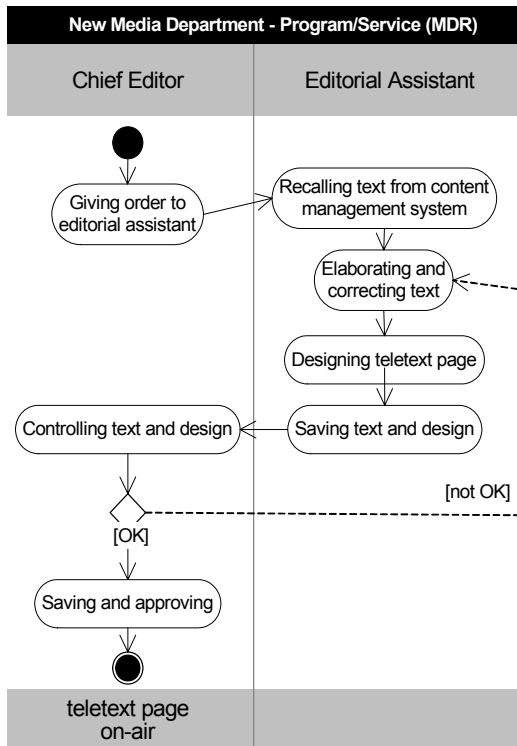 New Media Department - Program/Service (MDR)
Chief Editor
Editorial Assistant
Giving order to
editorial assistant
Recalling text from content
management system
Elaborating and
correcting text
Designing teletext page
Controlling text and design
Saving text and design
[not OK]
[OK]
Saving and approving
teletext page
on-air